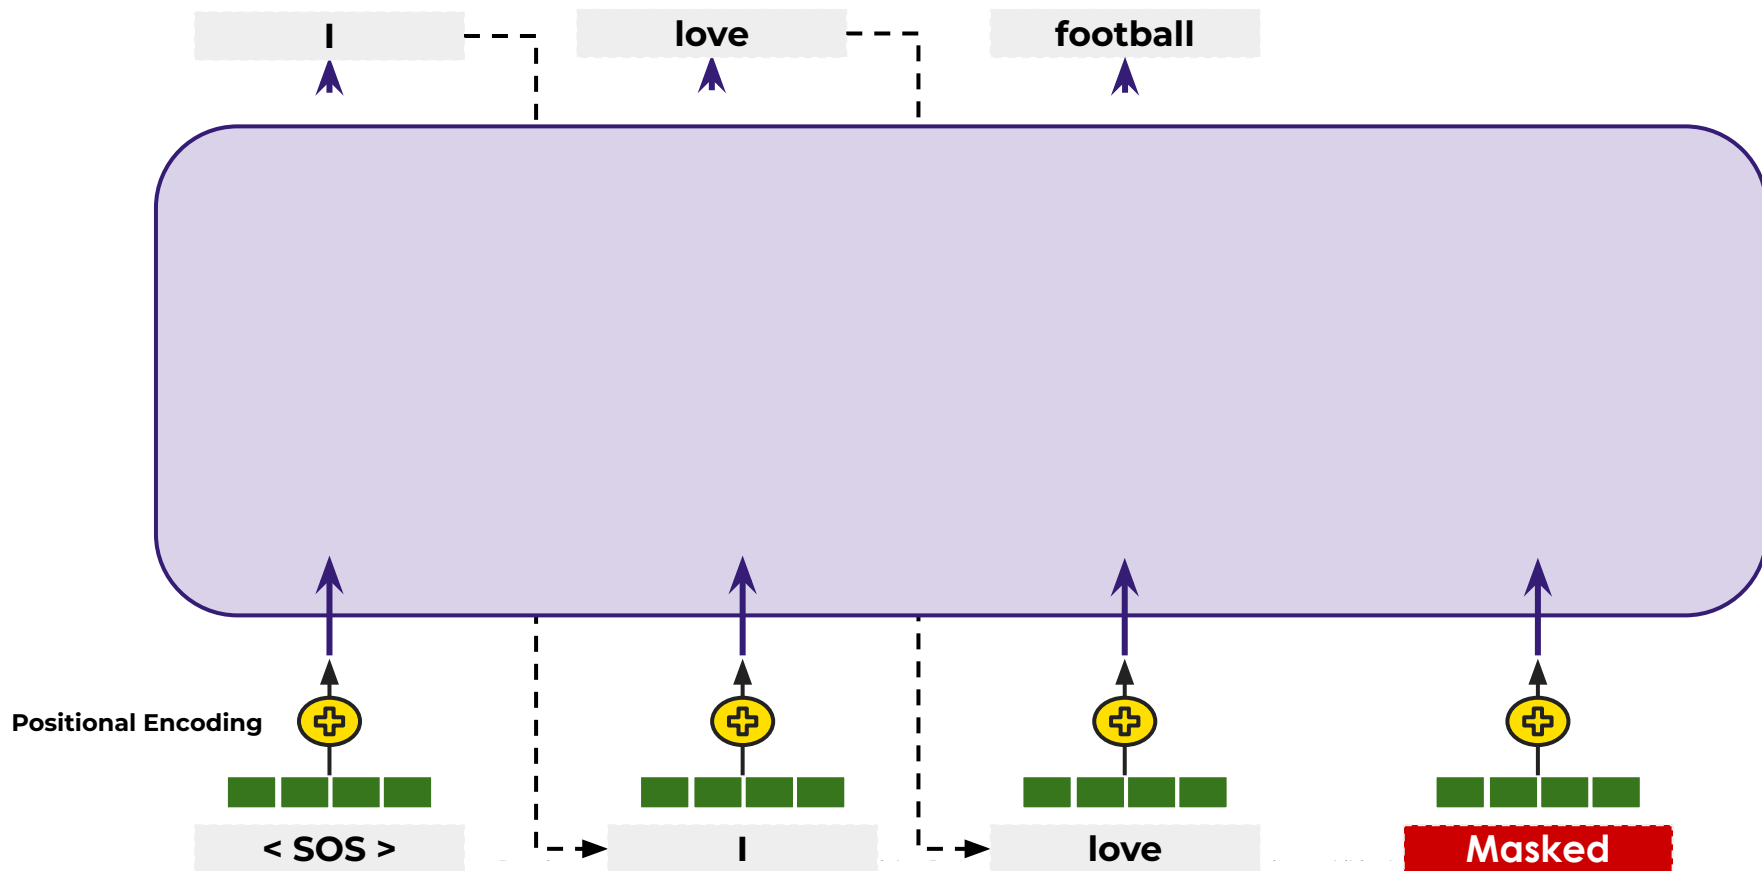 I
love
football
Positional Encoding
< SOS >
I
love
Masked